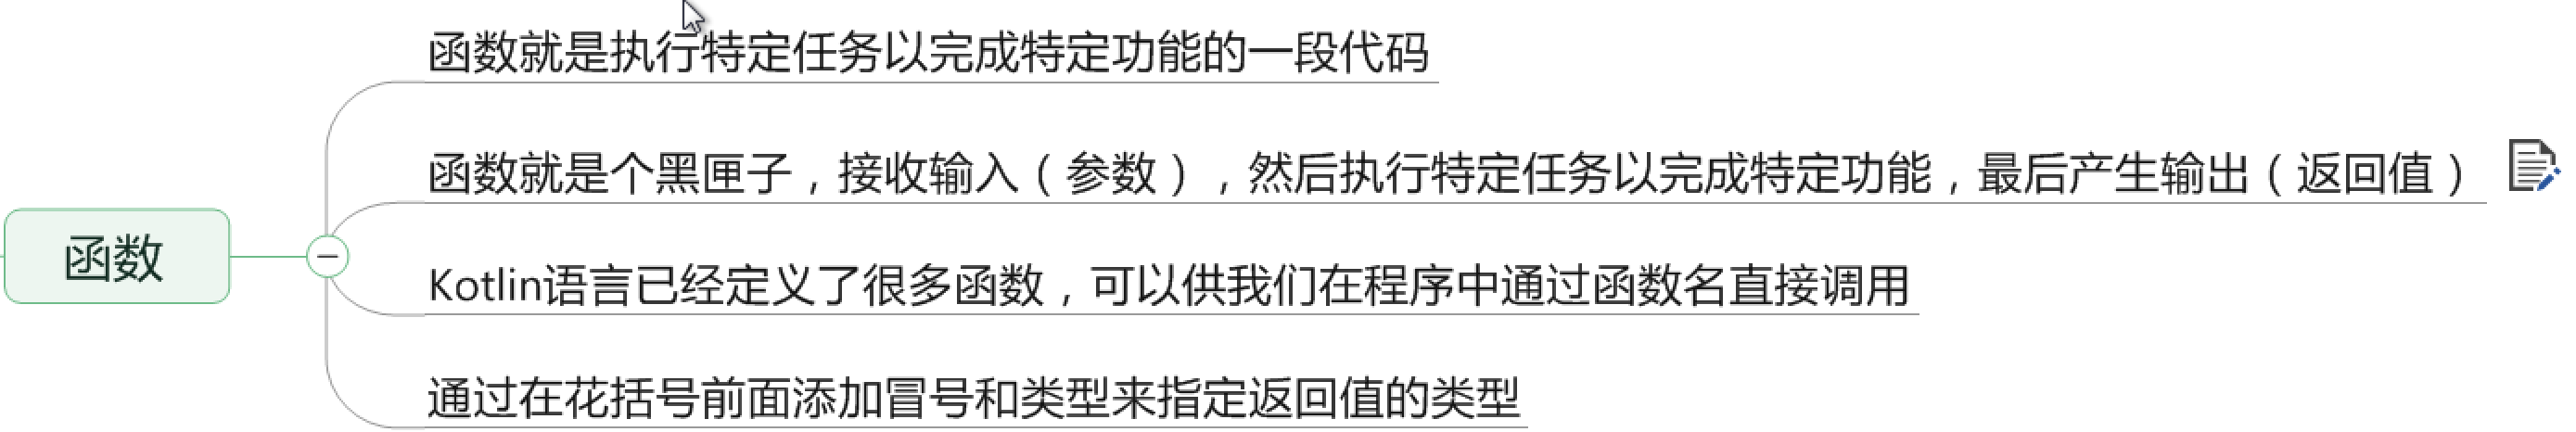 函数就是执行特定任务以完成特定功能的一段代码
函数就是个黑匣子，接收输入（参数），然后执行特定任务以完成特定功能，最后产生输出（返回值）
函数
Kotlin语言已经定义了很多函数，可以供我们在程序中通过函数名直接调用
通过在花括号前面添加冒号和类型来指定返回值的类型